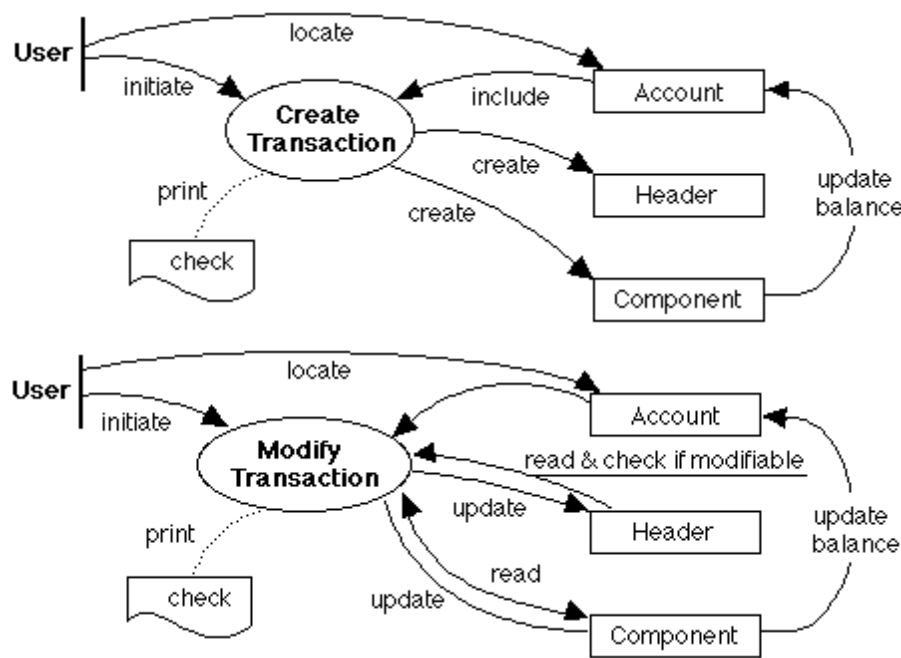 locate
User
initiate
Account
include
Create
Transaction
create
Header
print
update
balance
create
check
Component
locate
User
initiate
Account
Modify
Transaction
read & check if modifiable
update
Header
print
update
balance
read
check
update
Component